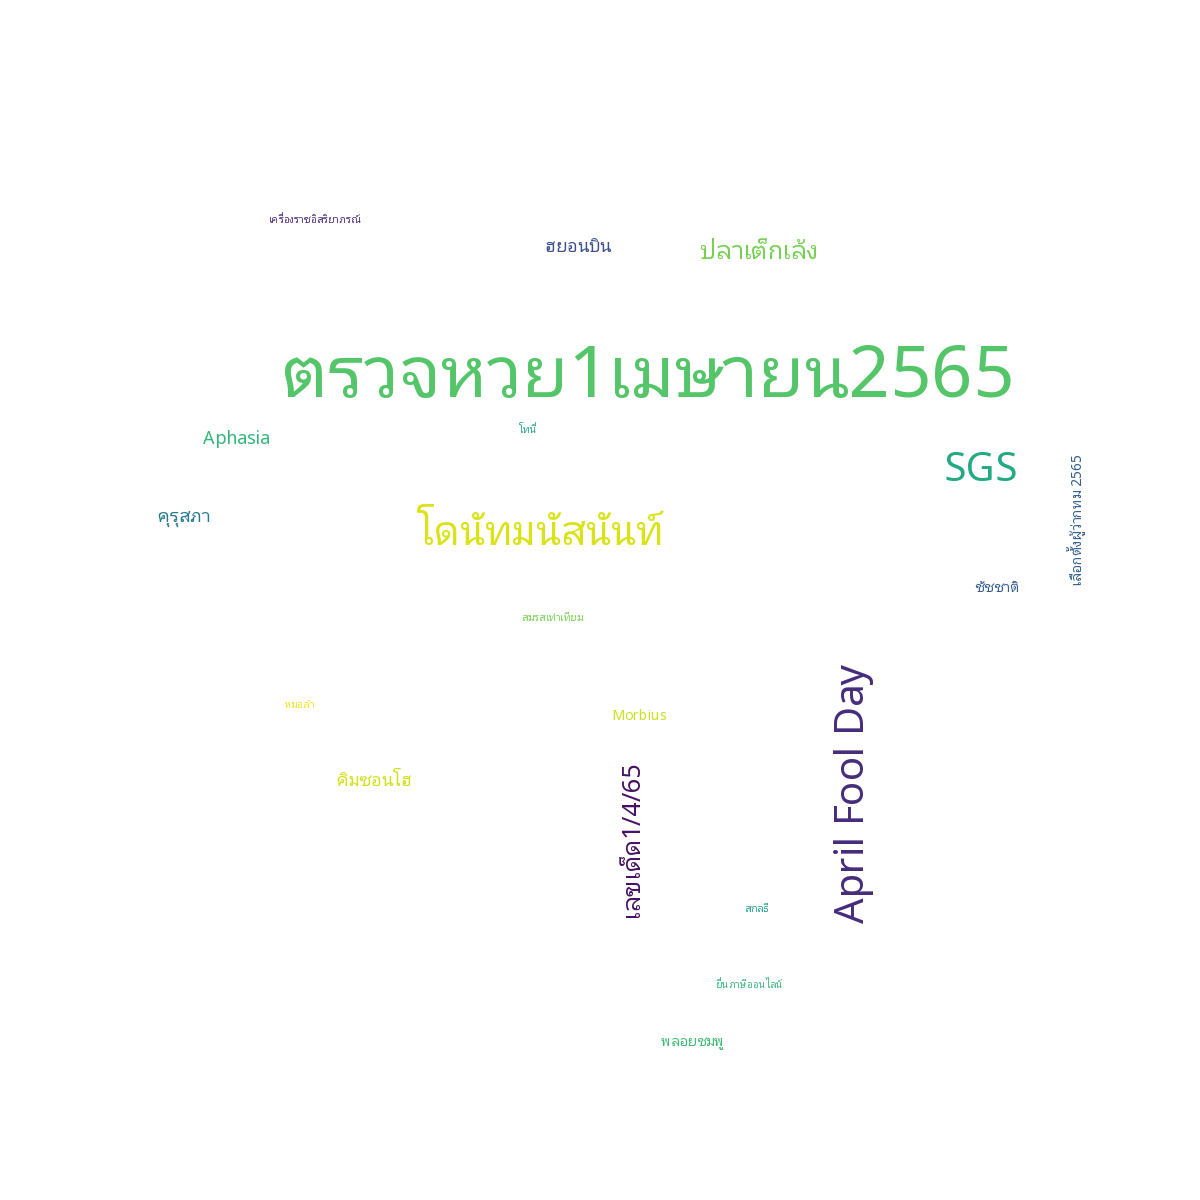 เครื่องราชอิสริยาภรณ์
ฮยอนบิน
ปลาเต็กเล้ง
ตรวจหวย1เมษายน2565
โทนี่
Aphasia
SGS
คุรุสภา
เลือกตั้งผู้ว่ากทม 2565
โดนัทมนัสนันท์
ชัชชาติ
สมรสเท่าเทียม
หมอลำ
Morbius
คิมซอนโฮ
April Fool Day
เลขเด็ด1/4/65
สกลธี
ยื่นภาษีออนไลน์
พลอยชมพู